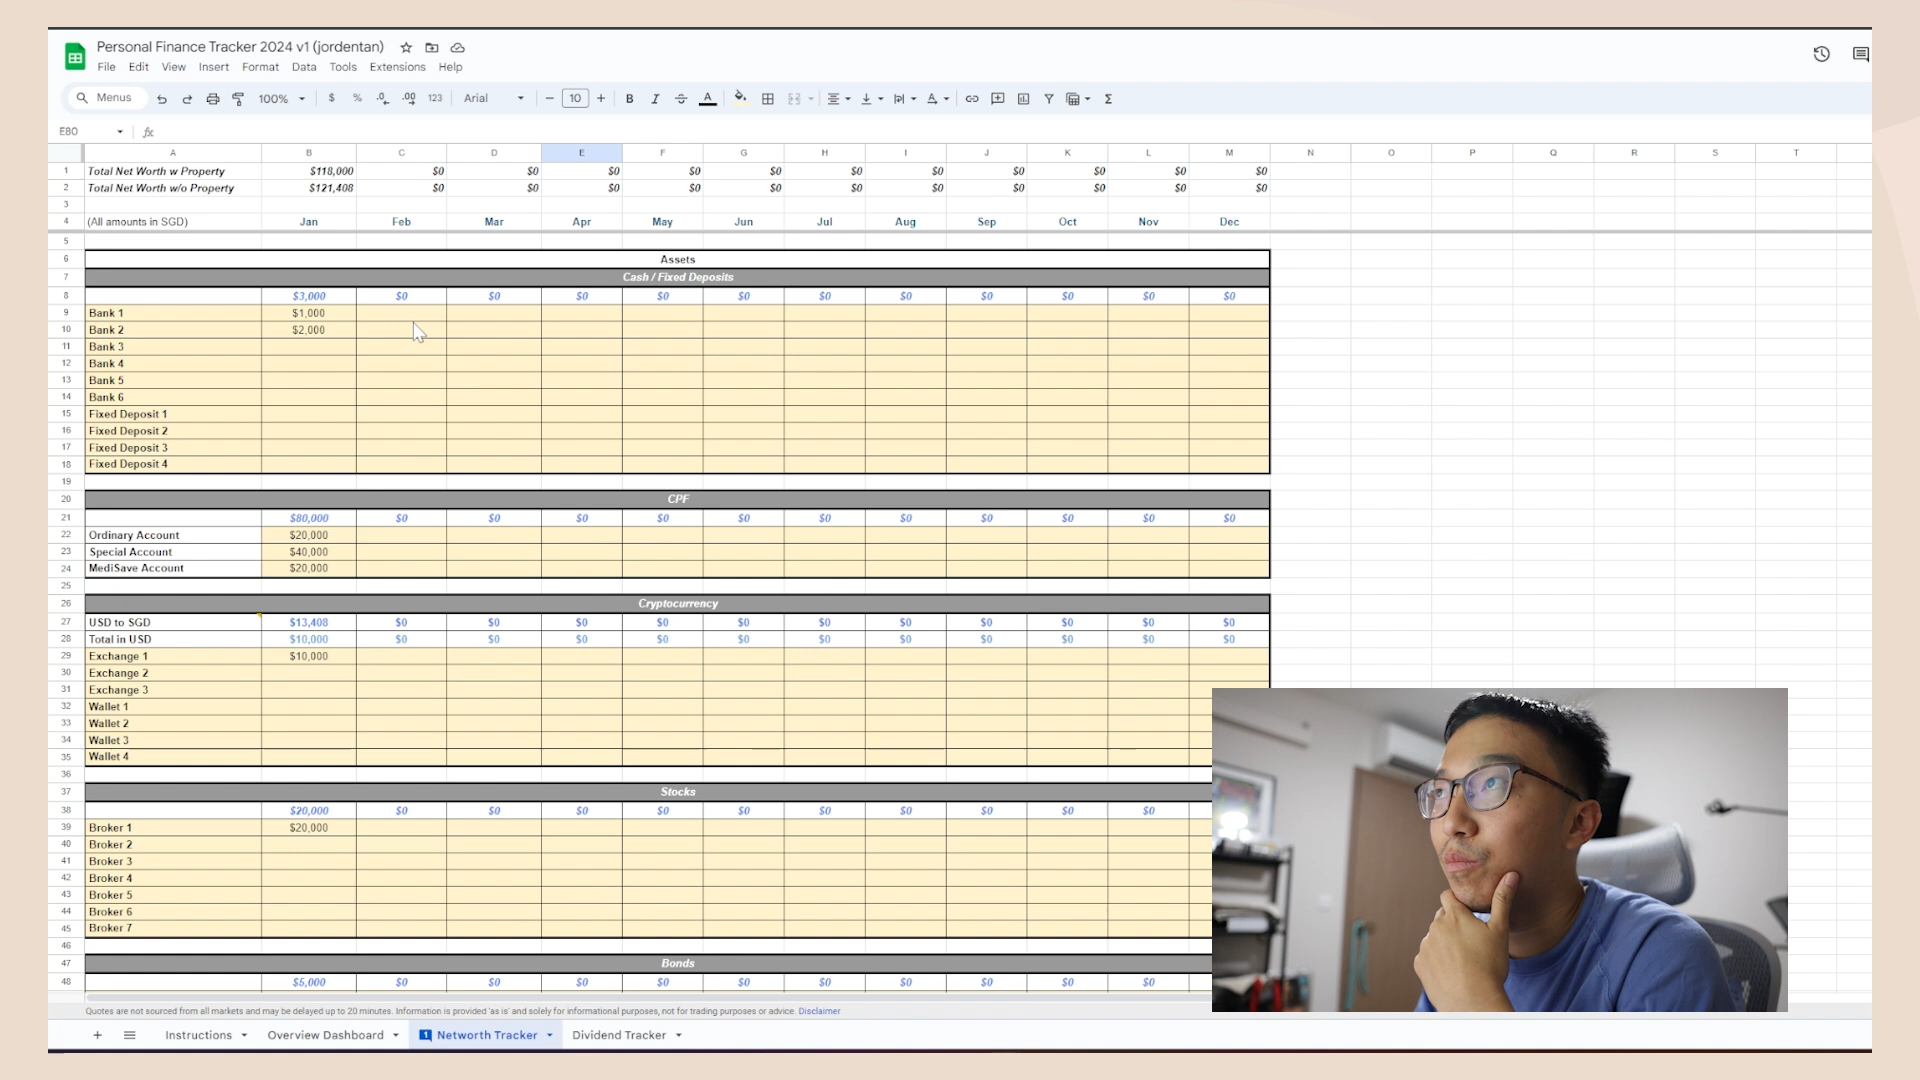 Personal Finance Tracker 2024 v1 (jordentan)
File Edit View Insert Format Data Tools Extensions Help
Menus 100% $ % .0 .00 123 Arial 10 B I A Σ
E80 fx
A B C D E F G H I J K L M N O P Q R S T
1 Total Net Worth w Property $118,000 $0 $0 $0 $0 $0 $0 $0 $0 $0 $0 $0
2 Total Net Worth w/o Property $121,408 $0 $0 $0 $0 $0 $0 $0 $0 $0 $0 $0
3
4 (All amounts in SGD) Jan Feb Mar Apr May Jun Jul Aug Sep Oct Nov Dec
5
6 Assets
7 Cash / Fixed Deposits
8 $3,000 $0 $0 $0 $0 $0 $0 $0 $0 $0 $0 $0
9 Bank 1 $1,000
10 Bank 2 $2,000
11 Bank 3
12 Bank 4
13 Bank 5
14 Bank 6
15 Fixed Deposit 1
16 Fixed Deposit 2
17 Fixed Deposit 3
18 Fixed Deposit 4
19
20 CPF
21 $80,000 $0 $0 $0 $0 $0 $0 $0 $0 $0 $0 $0
22 Ordinary Account $20,000
23 Special Account $40,000
24 MediSave Account $20,000
25
26 Cryptocurrency
27 USD to SGD $13,408 $0 $0 $0 $0 $0 $0 $0 $0 $0 $0 $0
28 Total in USD $10,000 $0 $0 $0 $0 $0 $0 $0 $0 $0 $0 $0
29 Exchange 1 $10,000
30 Exchange 2
31 Exchange 3
32 Wallet 1
33 Wallet 2
34 Wallet 3
35 Wallet 4
36
37 Stocks
38 $20,000 $0 $0 $0 $0 $0 $0 $0 $0 $0 $0
39 Broker 1 $20,000
40 Broker 2
41 Broker 3
42 Broker 4
43 Broker 5
44 Broker 6
45 Broker 7
46
47 Bonds
48 $5,000 $0 $0 $0 $0 $0 $0 $0 $0 $0 $0
Quotes are not sourced from all markets and may be delayed up to 20 minutes. Information is provided 'as is' and solely for informational purposes, not for trading purposes or advice. Disclaimer
+ Instructions Overview Dashboard 1 Networth Tracker Dividend Tracker